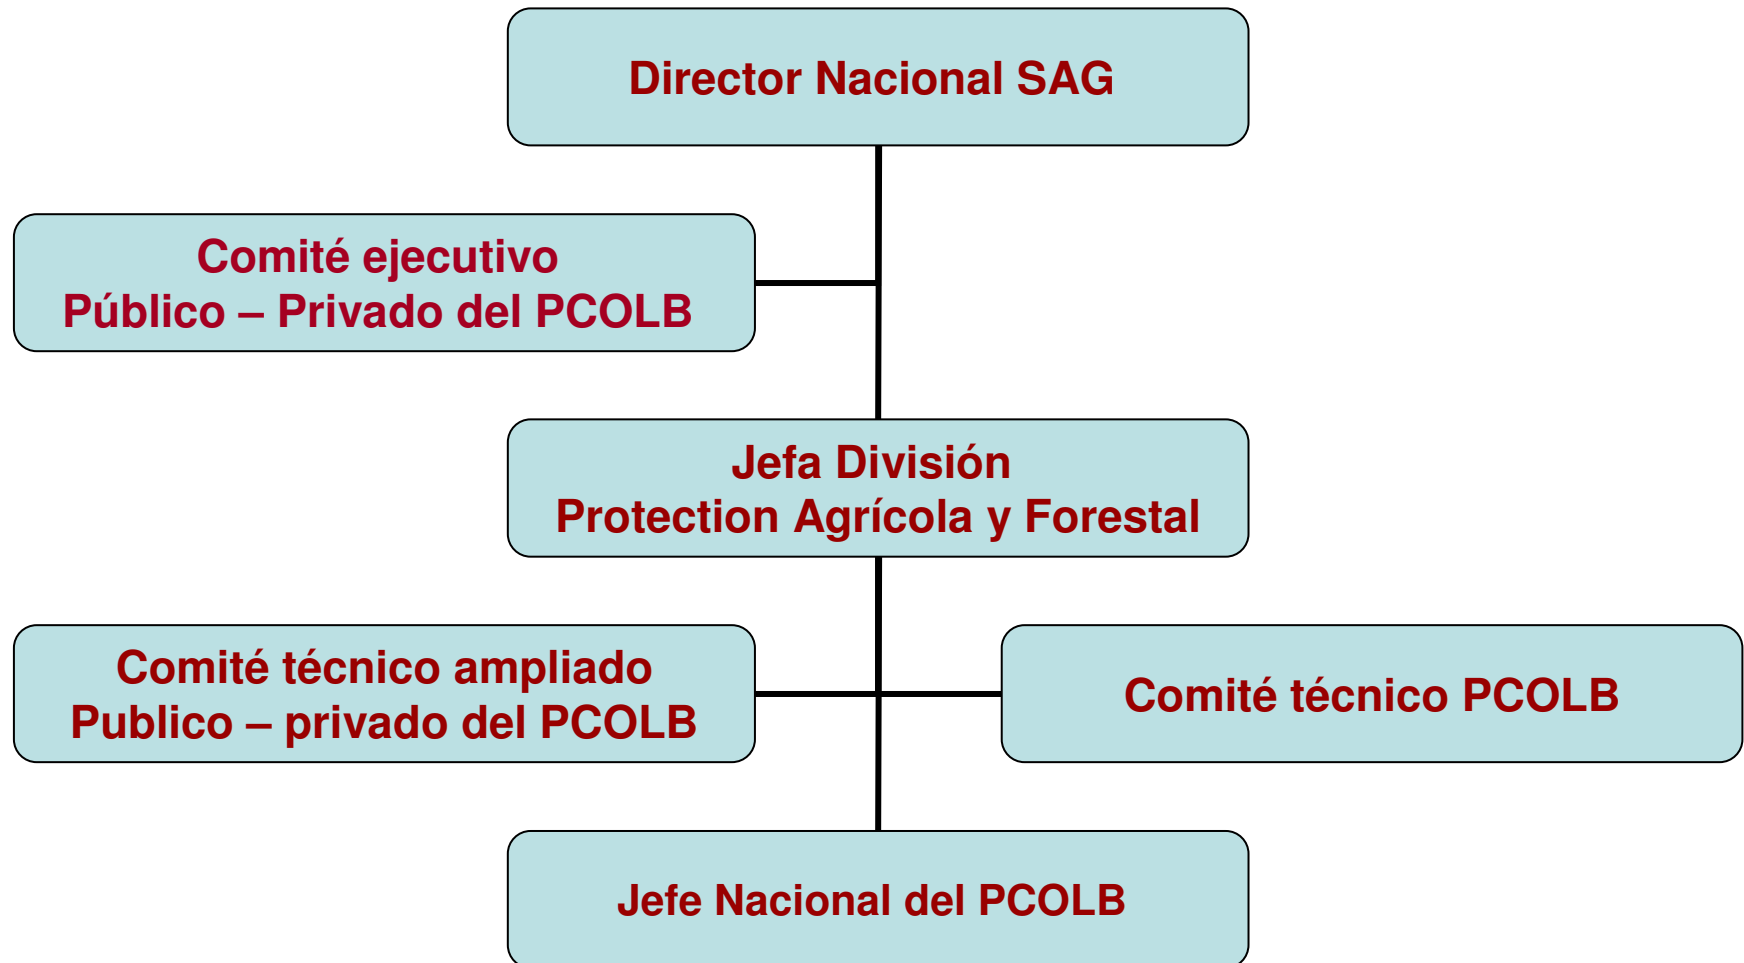 Director Nacional SAG
Comité ejecutivo
Público – Privado del PCOLB
Jefa División
Protection Agrícola y Forestal
Comité técnico ampliado
Publico – privado del PCOLB
Comité técnico PCOLB
Jefe Nacional del PCOLB